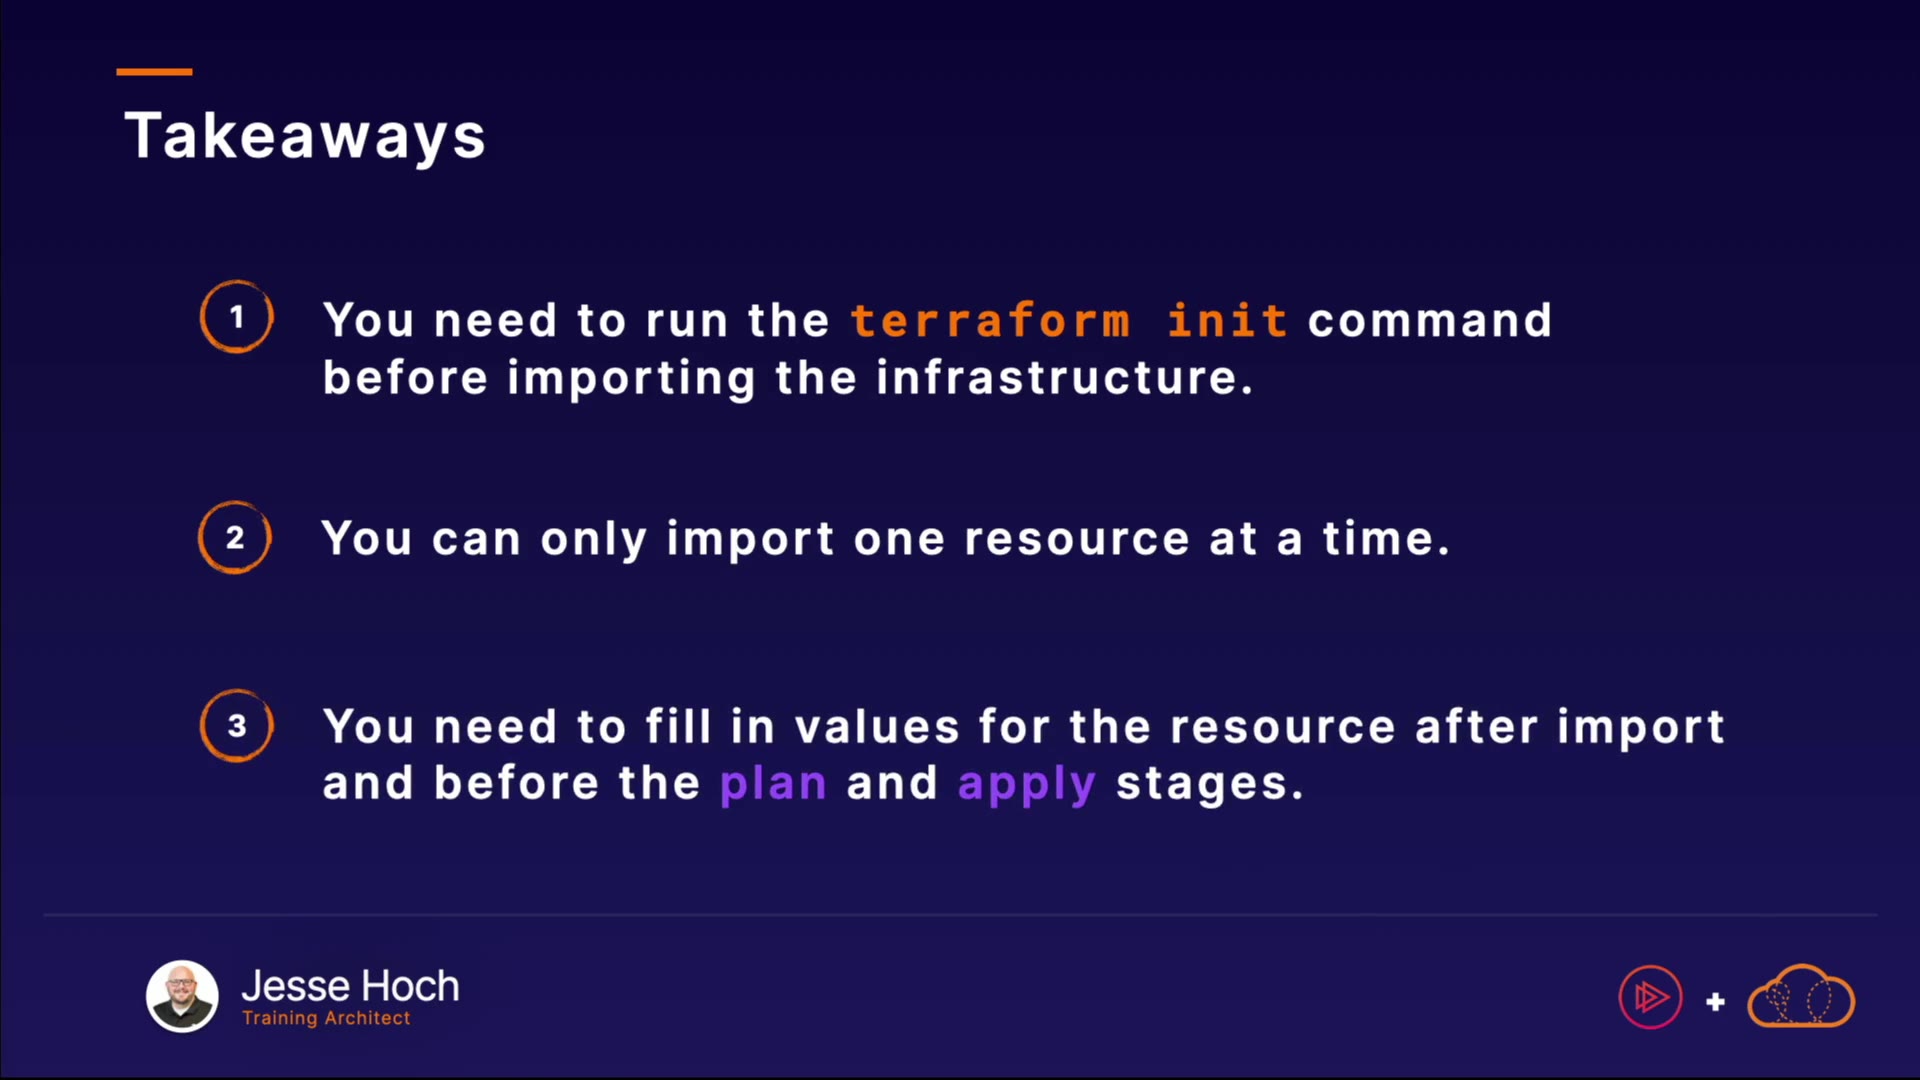 Takeaways
1
You need to run the terraform init command
before importing the infrastructure.
2
You can only import one resource at a time.
3
You need to fill in values for the resource after import
and before the plan and apply stages.
Jesse Hoch
Training Architect
+